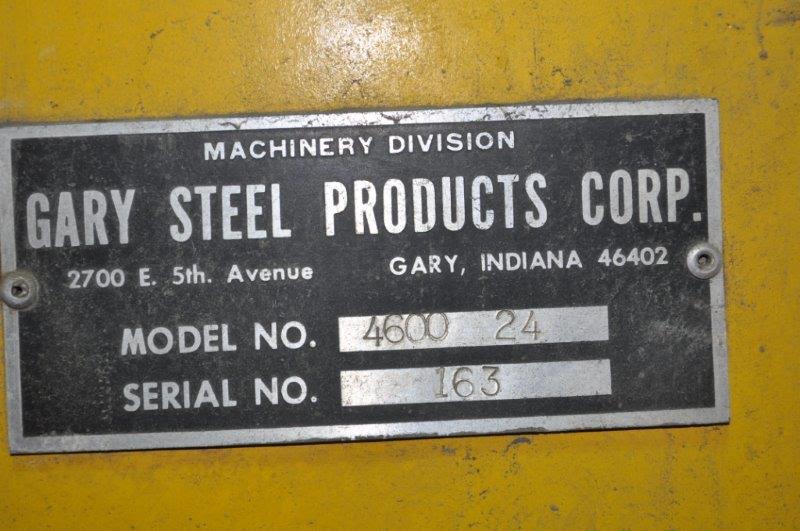 MACHINERY DIVISION
GARY STEEL PRODUCTS CORP.
2700 E. 5th. Avenue GARY, INDIANA 46402
MODEL NO. 4600 24
SERIAL NO. 163